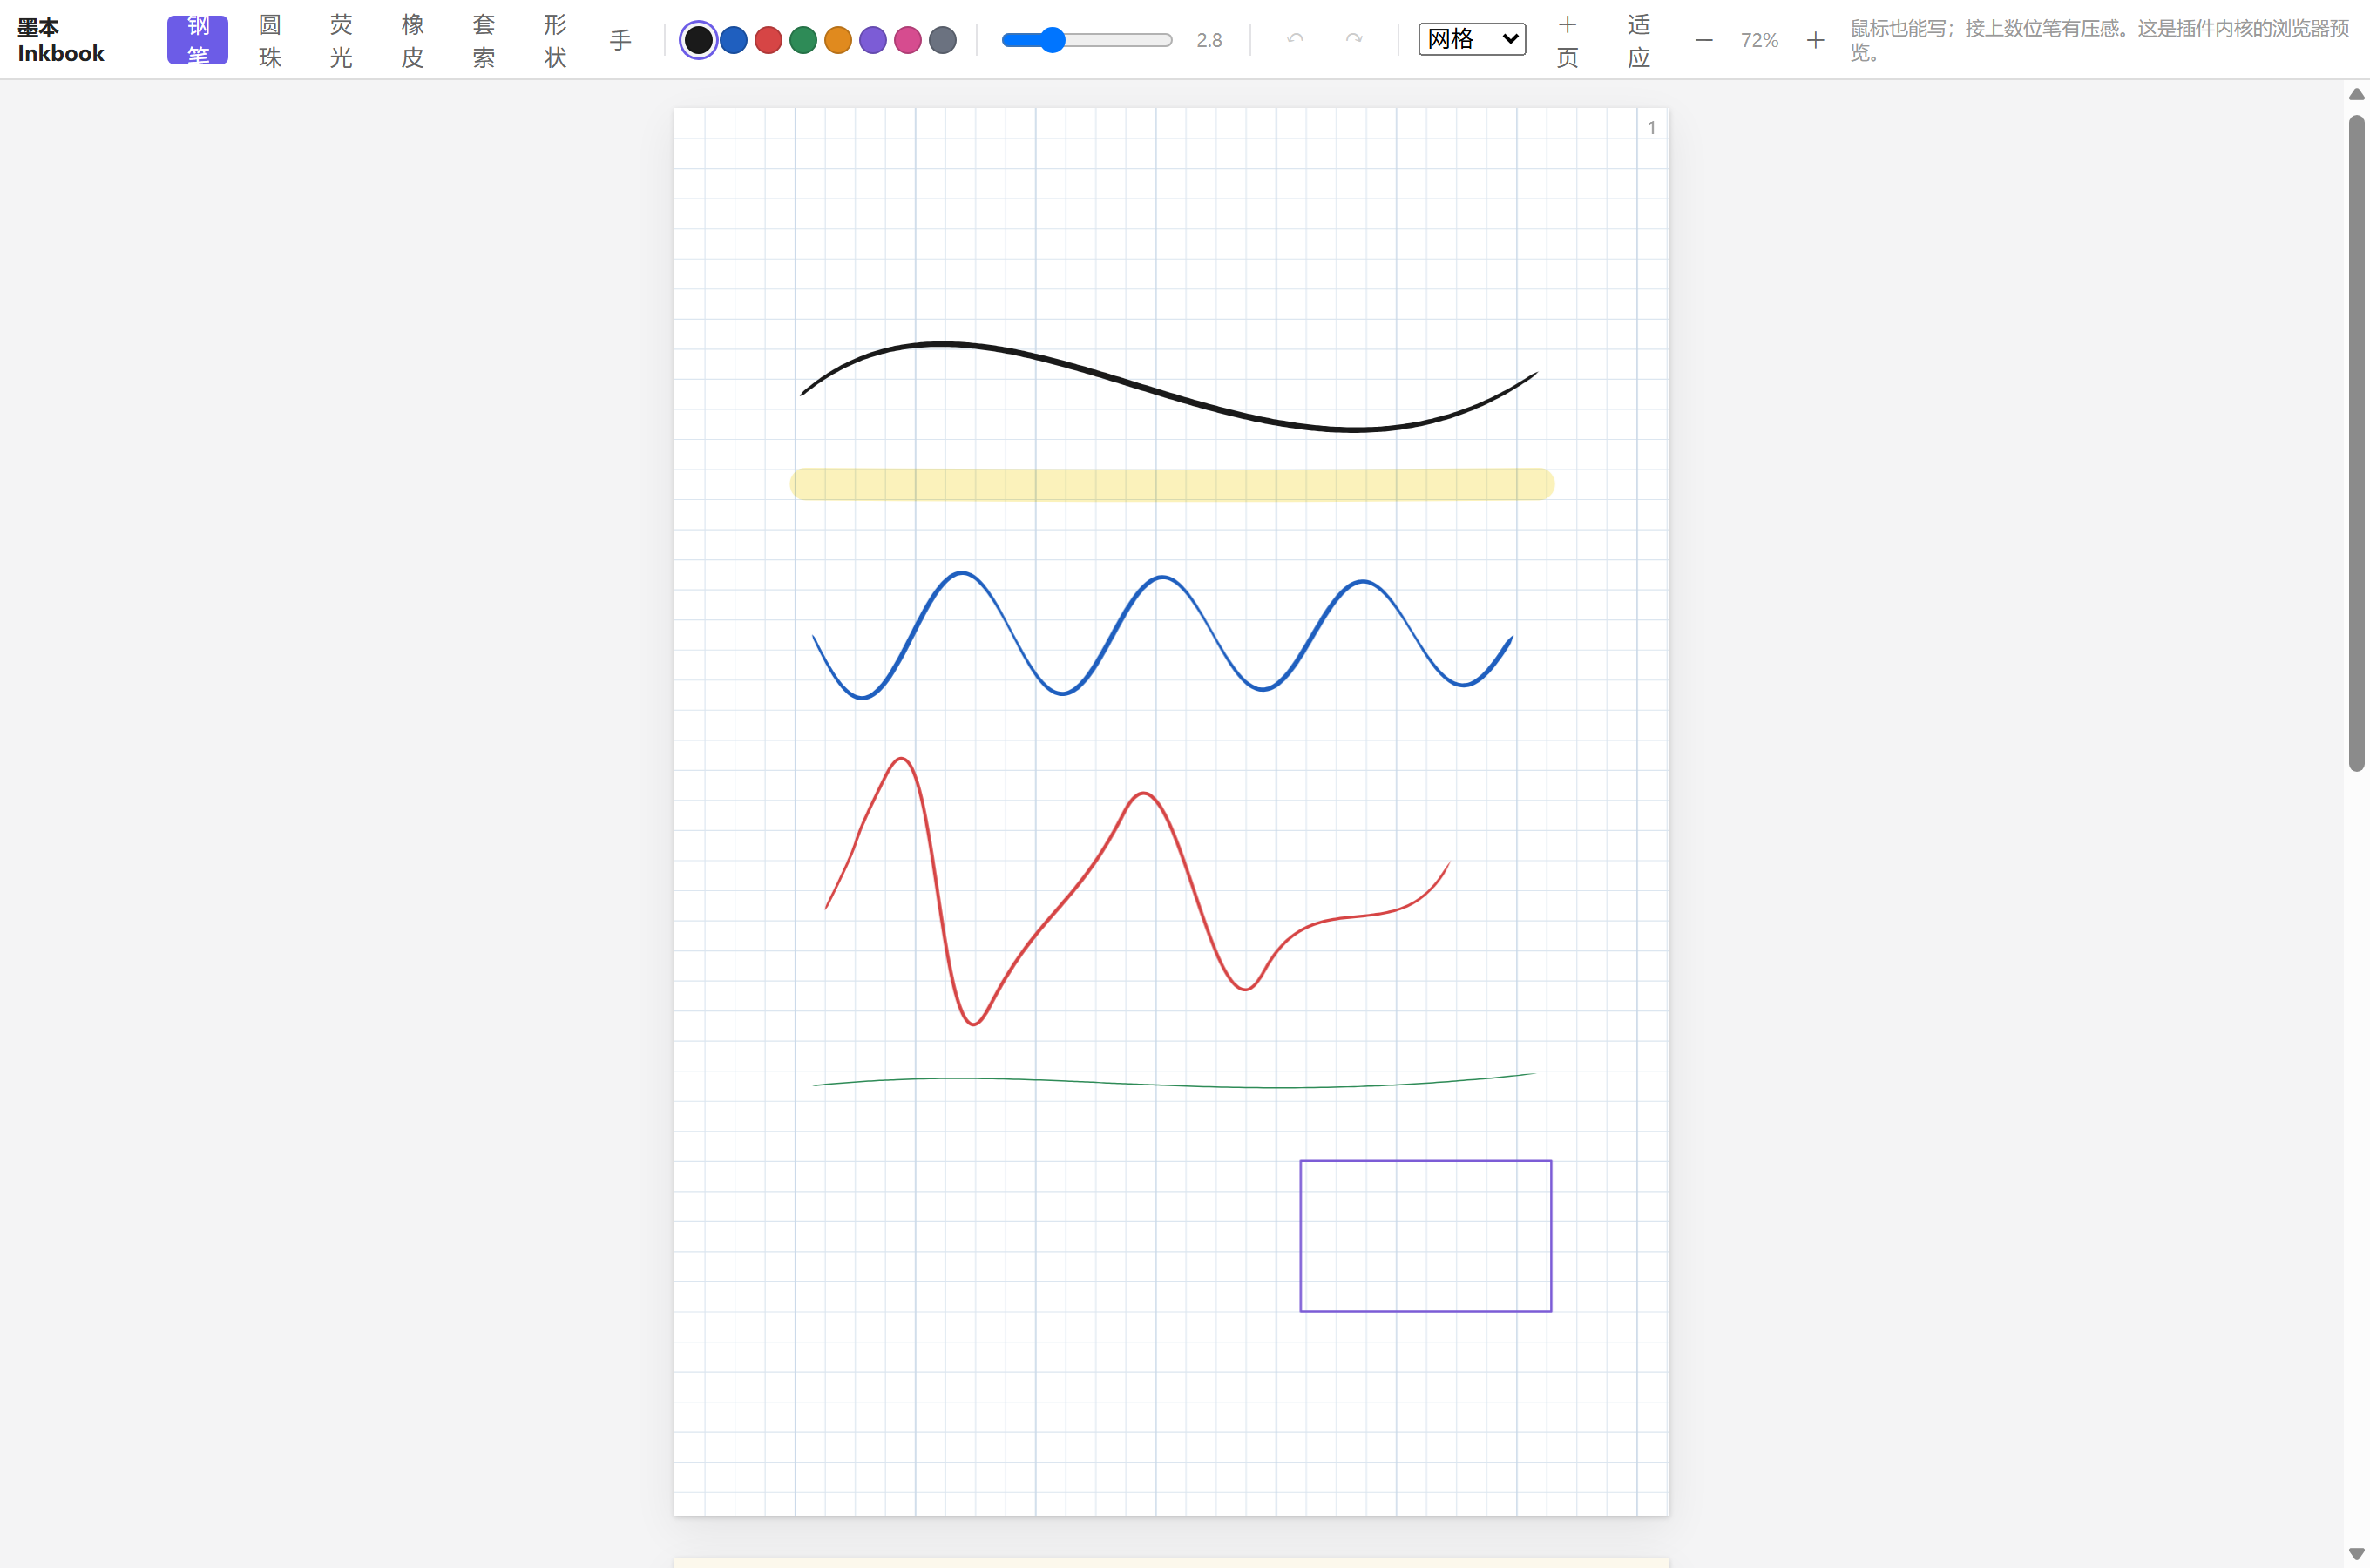 墨本
Inkbook
钢笔
圆珠
荧光
橡皮
套索
形状
手
2.8
网格
＋页
适应
－
72%
＋
鼠标也能写；接上数位笔有压感。这是插件内核的浏览器预
览。
1